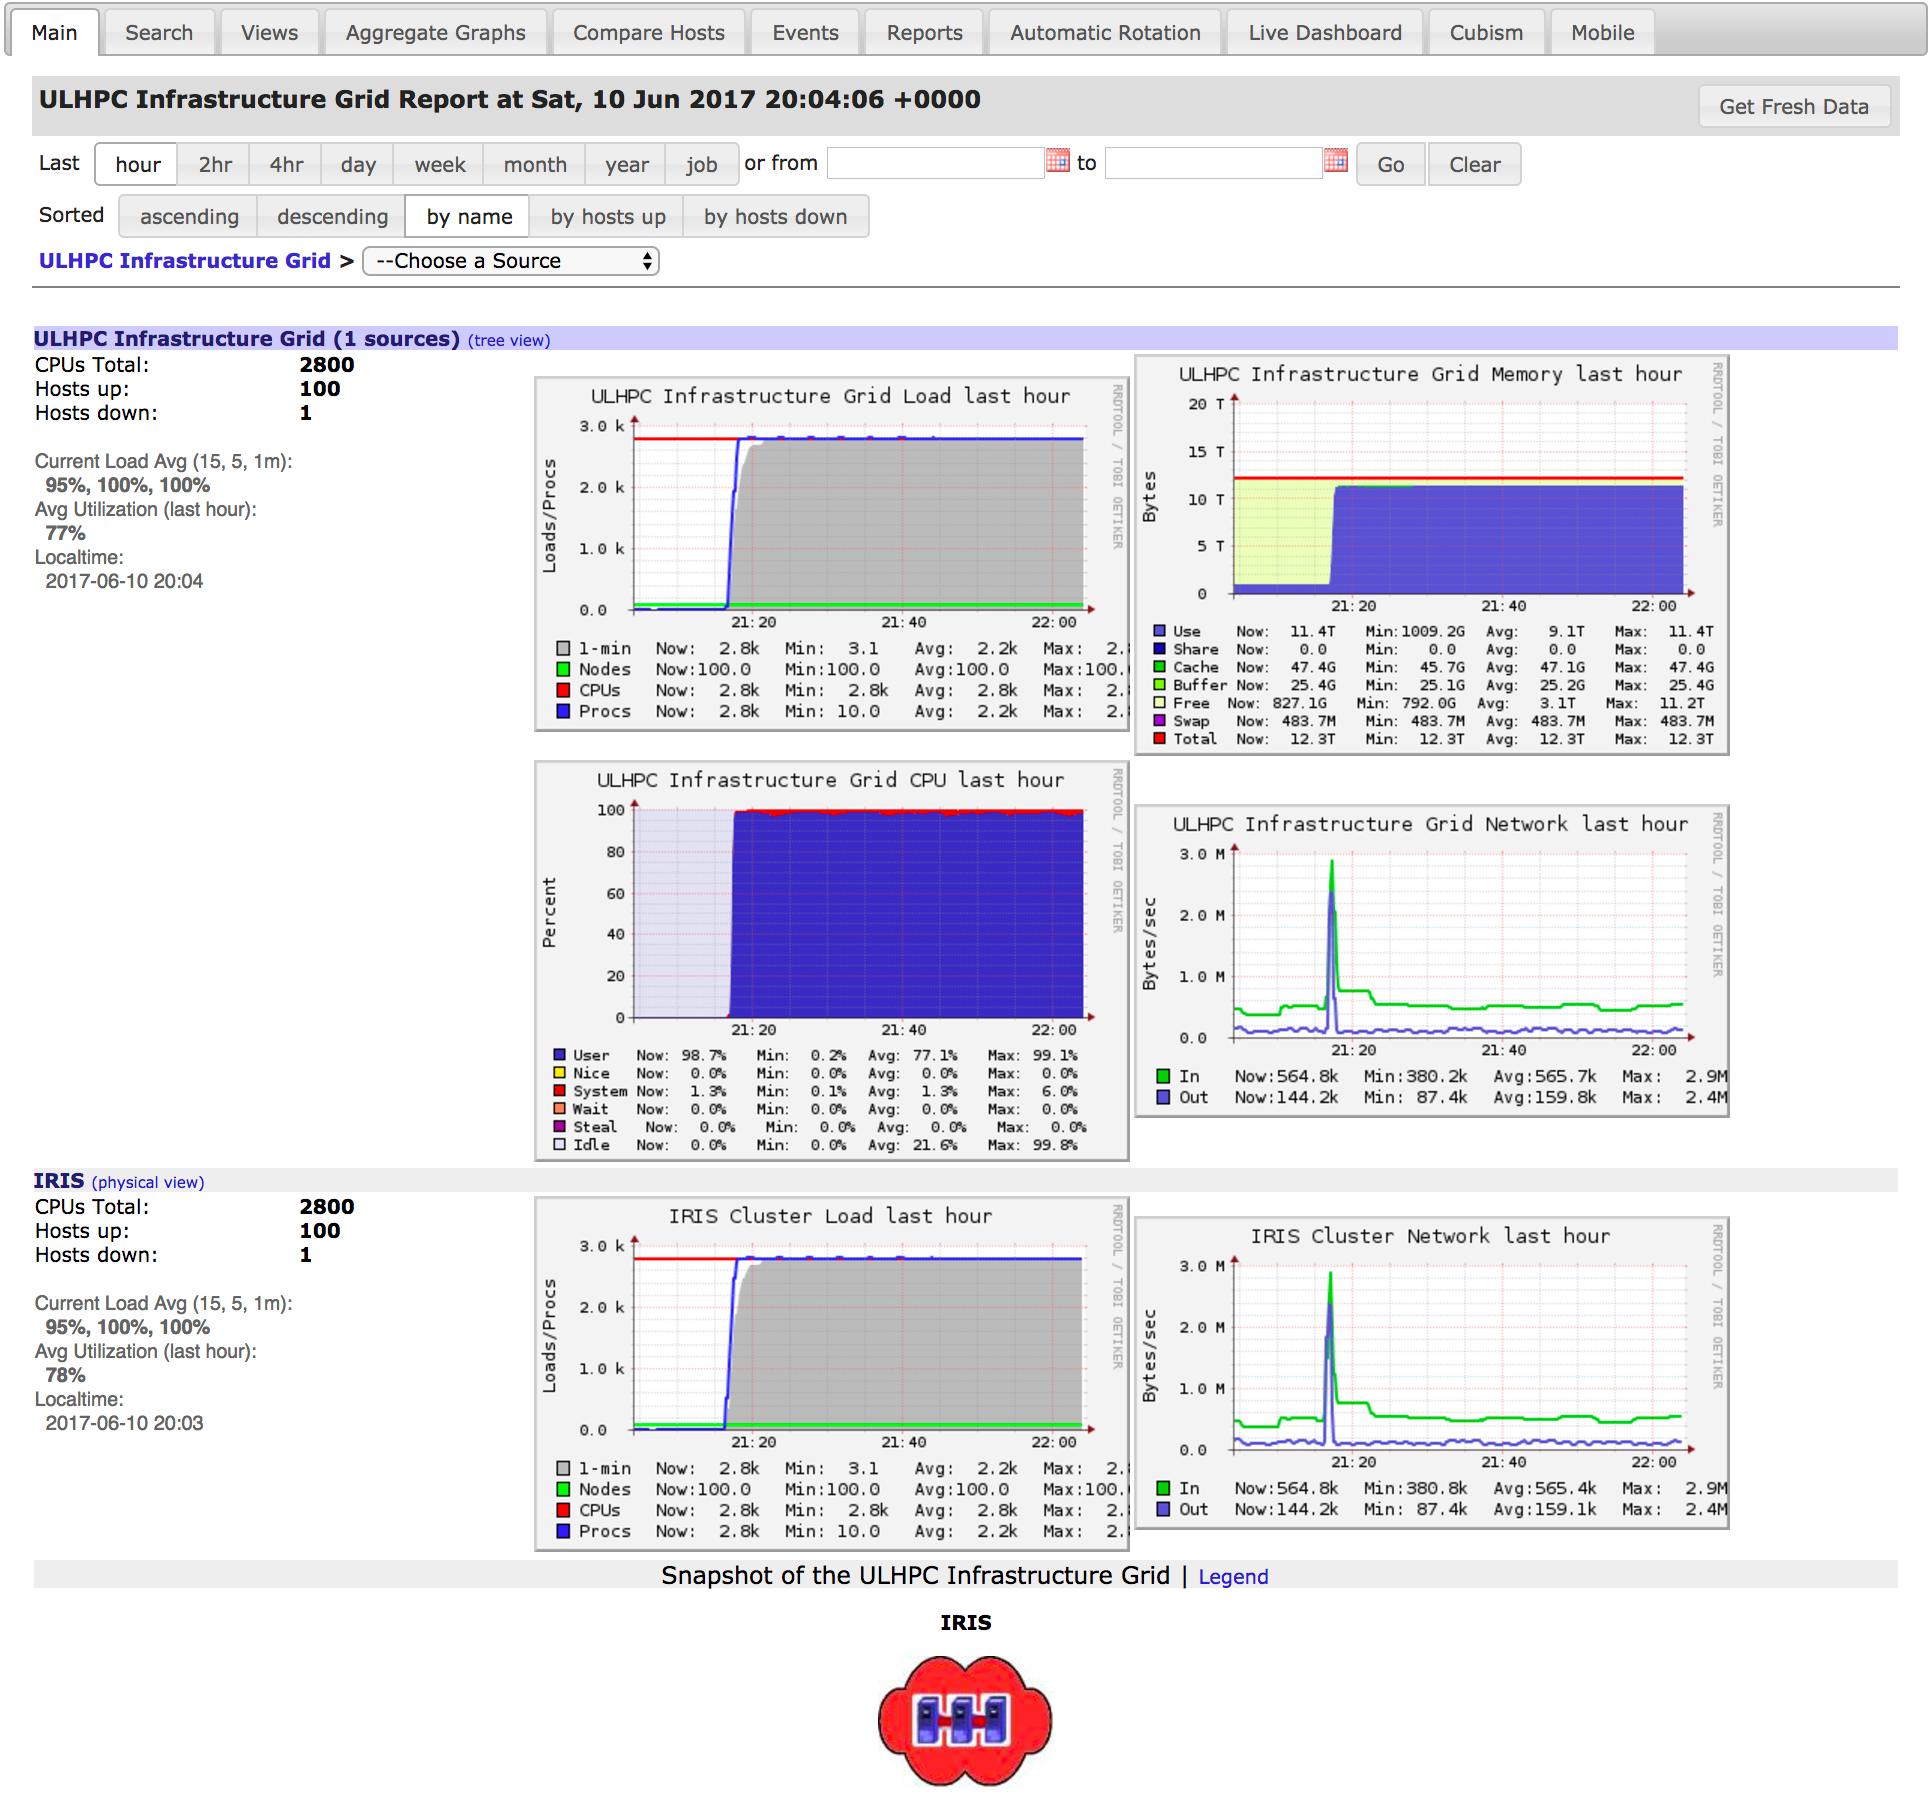 Main Search Views Aggregate Graphs Compare Hosts Events Reports Automatic Rotation Live Dashboard Cubism Mobile
ULHPC Infrastructure Grid Report at Sat, 10 Jun 2017 20:04:06 +0000
Get Fresh Data
Last hour 2hr 4hr day week month year job or from to Go Clear
Sorted ascending descending by name by hosts up by hosts down
ULHPC Infrastructure Grid > --Choose a Source
ULHPC Infrastructure Grid (1 sources) (tree view)
CPUs Total: 2800
Hosts up: 100
Hosts down: 1
Current Load Avg (15, 5, 1m):
95%, 100%, 100%
Avg Utilization (last hour):
77%
Localtime:
2017-06-10 20:04
ULHPC Infrastructure Grid Load last hour
RRDTOOL / TOBI OETIKER
Loads/Procs
3.0 k
2.0 k
1.0 k
0.0
21:20 21:40 22:00
1-min Now: 2.8k Min: 3.1 Avg: 2.2k Max: 2.
Nodes Now:100.0 Min:100.0 Avg:100.0 Max:100.
CPUs Now: 2.8k Min: 2.8k Avg: 2.8k Max: 2.
Procs Now: 2.8k Min: 10.0 Avg: 2.2k Max: 2.
ULHPC Infrastructure Grid Memory last hour
RRDTOOL / TOBI OETIKER
Bytes
20 T
15 T
10 T
5 T
0
21:20 21:40 22:00
Use Now: 11.4T Min:1009.2G Avg: 9.1T Max: 11.4T
Share Now: 0.0 Min: 0.0 Avg: 0.0 Max: 0.0
Cache Now: 47.4G Min: 45.7G Avg: 47.1G Max: 47.4G
Buffer Now: 25.4G Min: 25.1G Avg: 25.2G Max: 25.4G
Free Now: 827.1G Min: 792.0G Avg: 3.1T Max: 11.2T
Swap Now: 483.7M Min: 483.7M Avg: 483.7M Max: 483.7M
Total Now: 12.3T Min: 12.3T Avg: 12.3T Max: 12.3T
ULHPC Infrastructure Grid CPU last hour
RRDTOOL / TOBI OETIKER
Percent
100
80
60
40
20
0
21:20 21:40 22:00
User Now: 98.7% Min: 0.2% Avg: 77.1% Max: 99.1%
Nice Now: 0.0% Min: 0.0% Avg: 0.0% Max: 0.0%
System Now: 1.3% Min: 0.1% Avg: 1.3% Max: 6.0%
Wait Now: 0.0% Min: 0.0% Avg: 0.0% Max: 0.0%
Steal Now: 0.0% Min: 0.0% Avg: 0.0% Max: 0.0%
Idle Now: 0.0% Min: 0.0% Avg: 21.6% Max: 99.8%
ULHPC Infrastructure Grid Network last hour
RRDTOOL / TOBI OETIKER
Bytes/sec
3.0 M
2.0 M
1.0 M
0.0
21:20 21:40 22:00
In Now:564.8k Min:380.2k Avg:565.7k Max: 2.9M
Out Now:144.2k Min: 87.4k Avg:159.8k Max: 2.4M
IRIS (physical view)
CPUs Total: 2800
Hosts up: 100
Hosts down: 1
Current Load Avg (15, 5, 1m):
95%, 100%, 100%
Avg Utilization (last hour):
78%
Localtime:
2017-06-10 20:03
IRIS Cluster Load last hour
RRDTOOL / TOBI OETIKER
Loads/Procs
3.0 k
2.0 k
1.0 k
0.0
21:20 21:40 22:00
1-min Now: 2.8k Min: 3.1 Avg: 2.2k Max: 2.
Nodes Now:100.0 Min:100.0 Avg:100.0 Max:100.
CPUs Now: 2.8k Min: 2.8k Avg: 2.8k Max: 2.
Procs Now: 2.8k Min: 10.0 Avg: 2.2k Max: 2.
IRIS Cluster Network last hour
RRDTOOL / TOBI OETIKER
Bytes/sec
3.0 M
2.0 M
1.0 M
0.0
21:20 21:40 22:00
In Now:564.8k Min:380.8k Avg:565.4k Max: 2.9M
Out Now:144.2k Min: 87.4k Avg:159.1k Max: 2.4M
Snapshot of the ULHPC Infrastructure Grid | Legend
IRIS